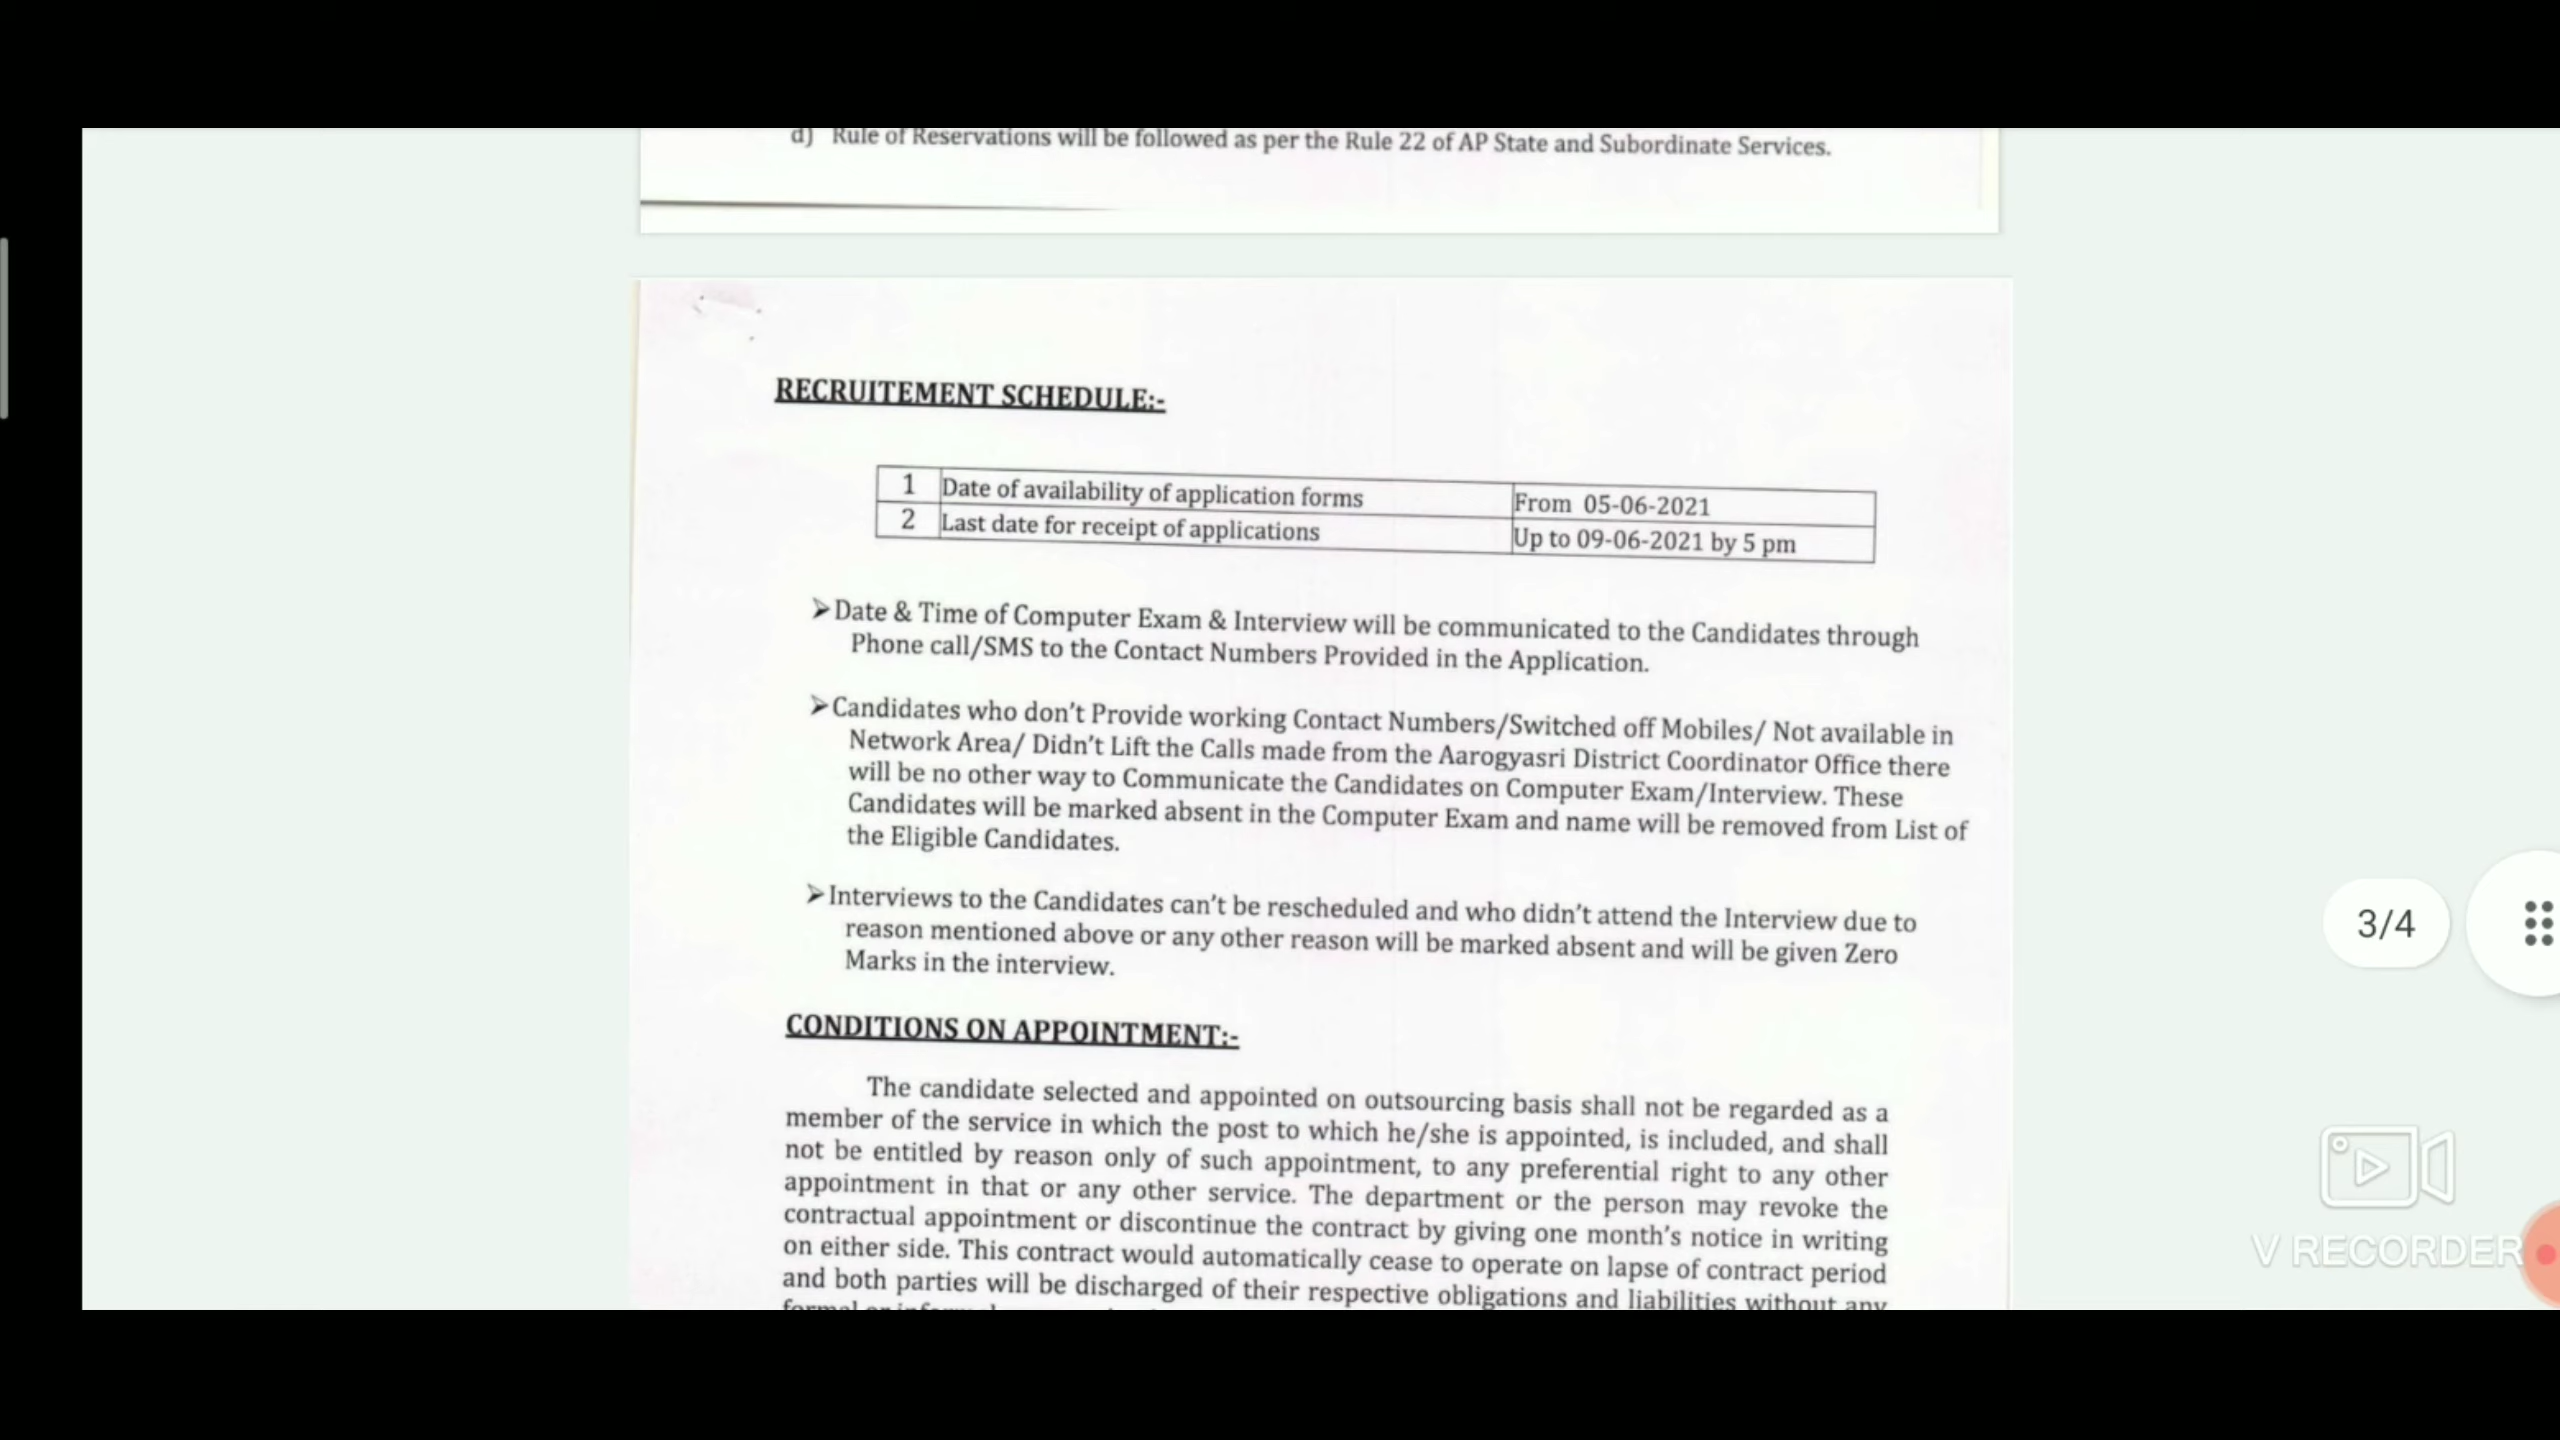 d) Rule of Reservations will be followed as per the Rule 22 of AP State and Subordinate Services.
RECRUITEMENT SCHEDULE:-
1 Date of availability of application forms From 05-06-2021
2 Last date for receipt of applications Up to 09-06-2021 by 5 pm
➢Date & Time of Computer Exam & Interview will be communicated to the Candidates through
Phone call/SMS to the Contact Numbers Provided in the Application.
➢Candidates who don't Provide working Contact Numbers/Switched off Mobiles/ Not available in
Network Area/ Didn't Lift the Calls made from the Aarogyasri District Coordinator Office there
will be no other way to Communicate the Candidates on Computer Exam/Interview. These
Candidates will be marked absent in the Computer Exam and name will be removed from List of
the Eligible Candidates.
➢Interviews to the Candidates can't be rescheduled and who didn't attend the Interview due to
reason mentioned above or any other reason will be marked absent and will be given Zero
Marks in the interview.
3/4
CONDITIONS ON APPOINTMENT:-
The candidate selected and appointed on outsourcing basis shall not be regarded as a
member of the service in which the post to which he/she is appointed, is included, and shall
not be entitled by reason only of such appointment, to any preferential right to any other
appointment in that or any other service. The department or the person may revoke the
contractual appointment or discontinue the contract by giving one month's notice in writing
on either side. This contract would automatically cease to operate on lapse of contract period
and both parties will be discharged of their respective obligations and liabilities without any
V RECORDER